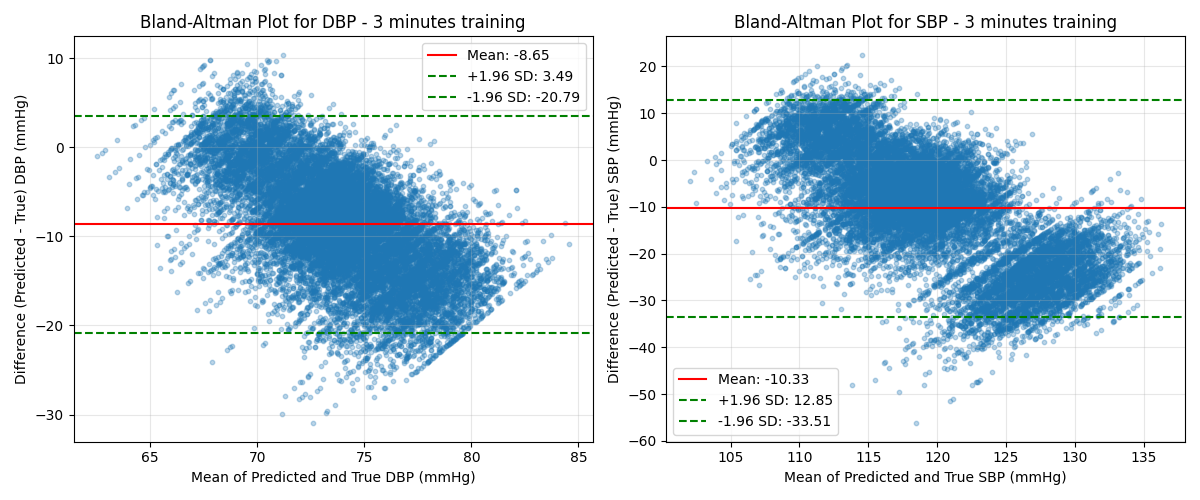 Bland-Altman Plot for DBP - 3 minutes training
Difference (Predicted - True) DBP (mmHg)
10
0
−10
−20
−30
Mean: -8.65
+1.96 SD: 3.49
-1.96 SD: -20.79
65
70
75
80
85
Mean of Predicted and True DBP (mmHg)
Bland-Altman Plot for SBP - 3 minutes training
Difference (Predicted - True) SBP (mmHg)
20
10
0
−10
−20
−30
−40
−50
−60
Mean: -10.33
+1.96 SD: 12.85
-1.96 SD: -33.51
105
110
115
120
125
130
135
Mean of Predicted and True SBP (mmHg)